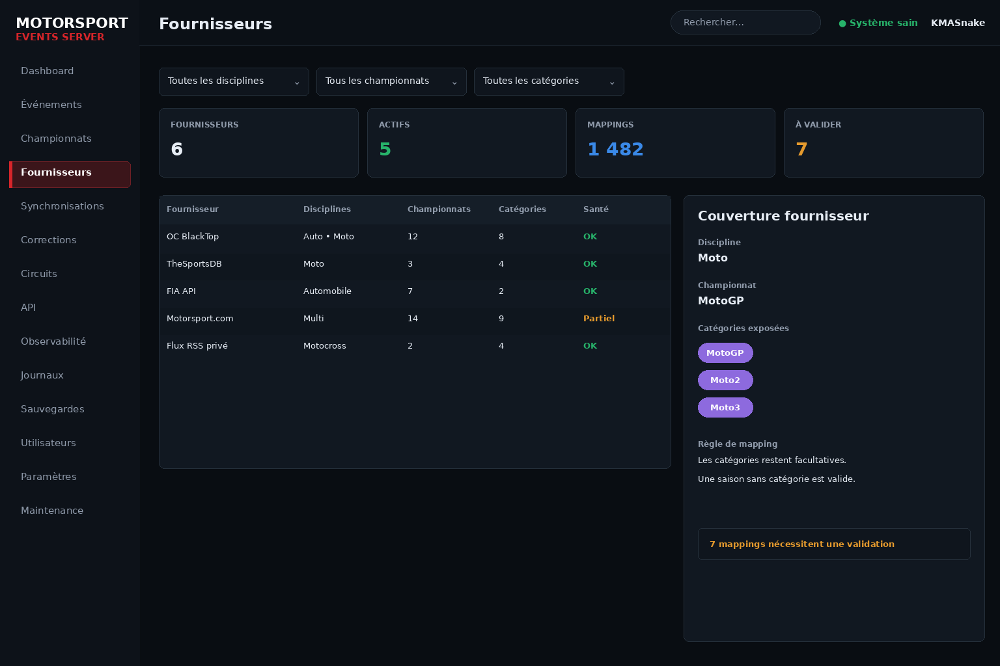 MOTORSPORT
EVENTS SERVER
Dashboard
Événements
Championnats
Fournisseurs
Synchronisations
Corrections
Circuits
API
Observabilité
Journaux
Sauvegardes
Utilisateurs
Paramètres
Maintenance
Fournisseurs
Rechercher...
● Système sain
KMASnake
Toutes les disciplines
Tous les championnats
Toutes les catégories
FOURNISSEURS
6
ACTIFS
5
MAPPINGS
1 482
À VALIDER
7
Fournisseur Disciplines Championnats Catégories Santé
OC BlackTop Auto • Moto 12 8 OK
TheSportsDB Moto 3 4 OK
FIA API Automobile 7 2 OK
Motorsport.com Multi 14 9 Partiel
Flux RSS privé Motocross 2 4 OK
Couverture fournisseur
Discipline
Moto
Championnat
MotoGP
Catégories exposées
MotoGP
Moto2
Moto3
Règle de mapping
Les catégories restent facultatives.
Une saison sans catégorie est valide.
7 mappings nécessitent une validation